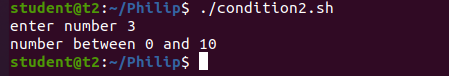 student@t2:~/Philip$ ./condition2.sh
enter number 3
number between 0 and 10
student@t2:~/Philip$